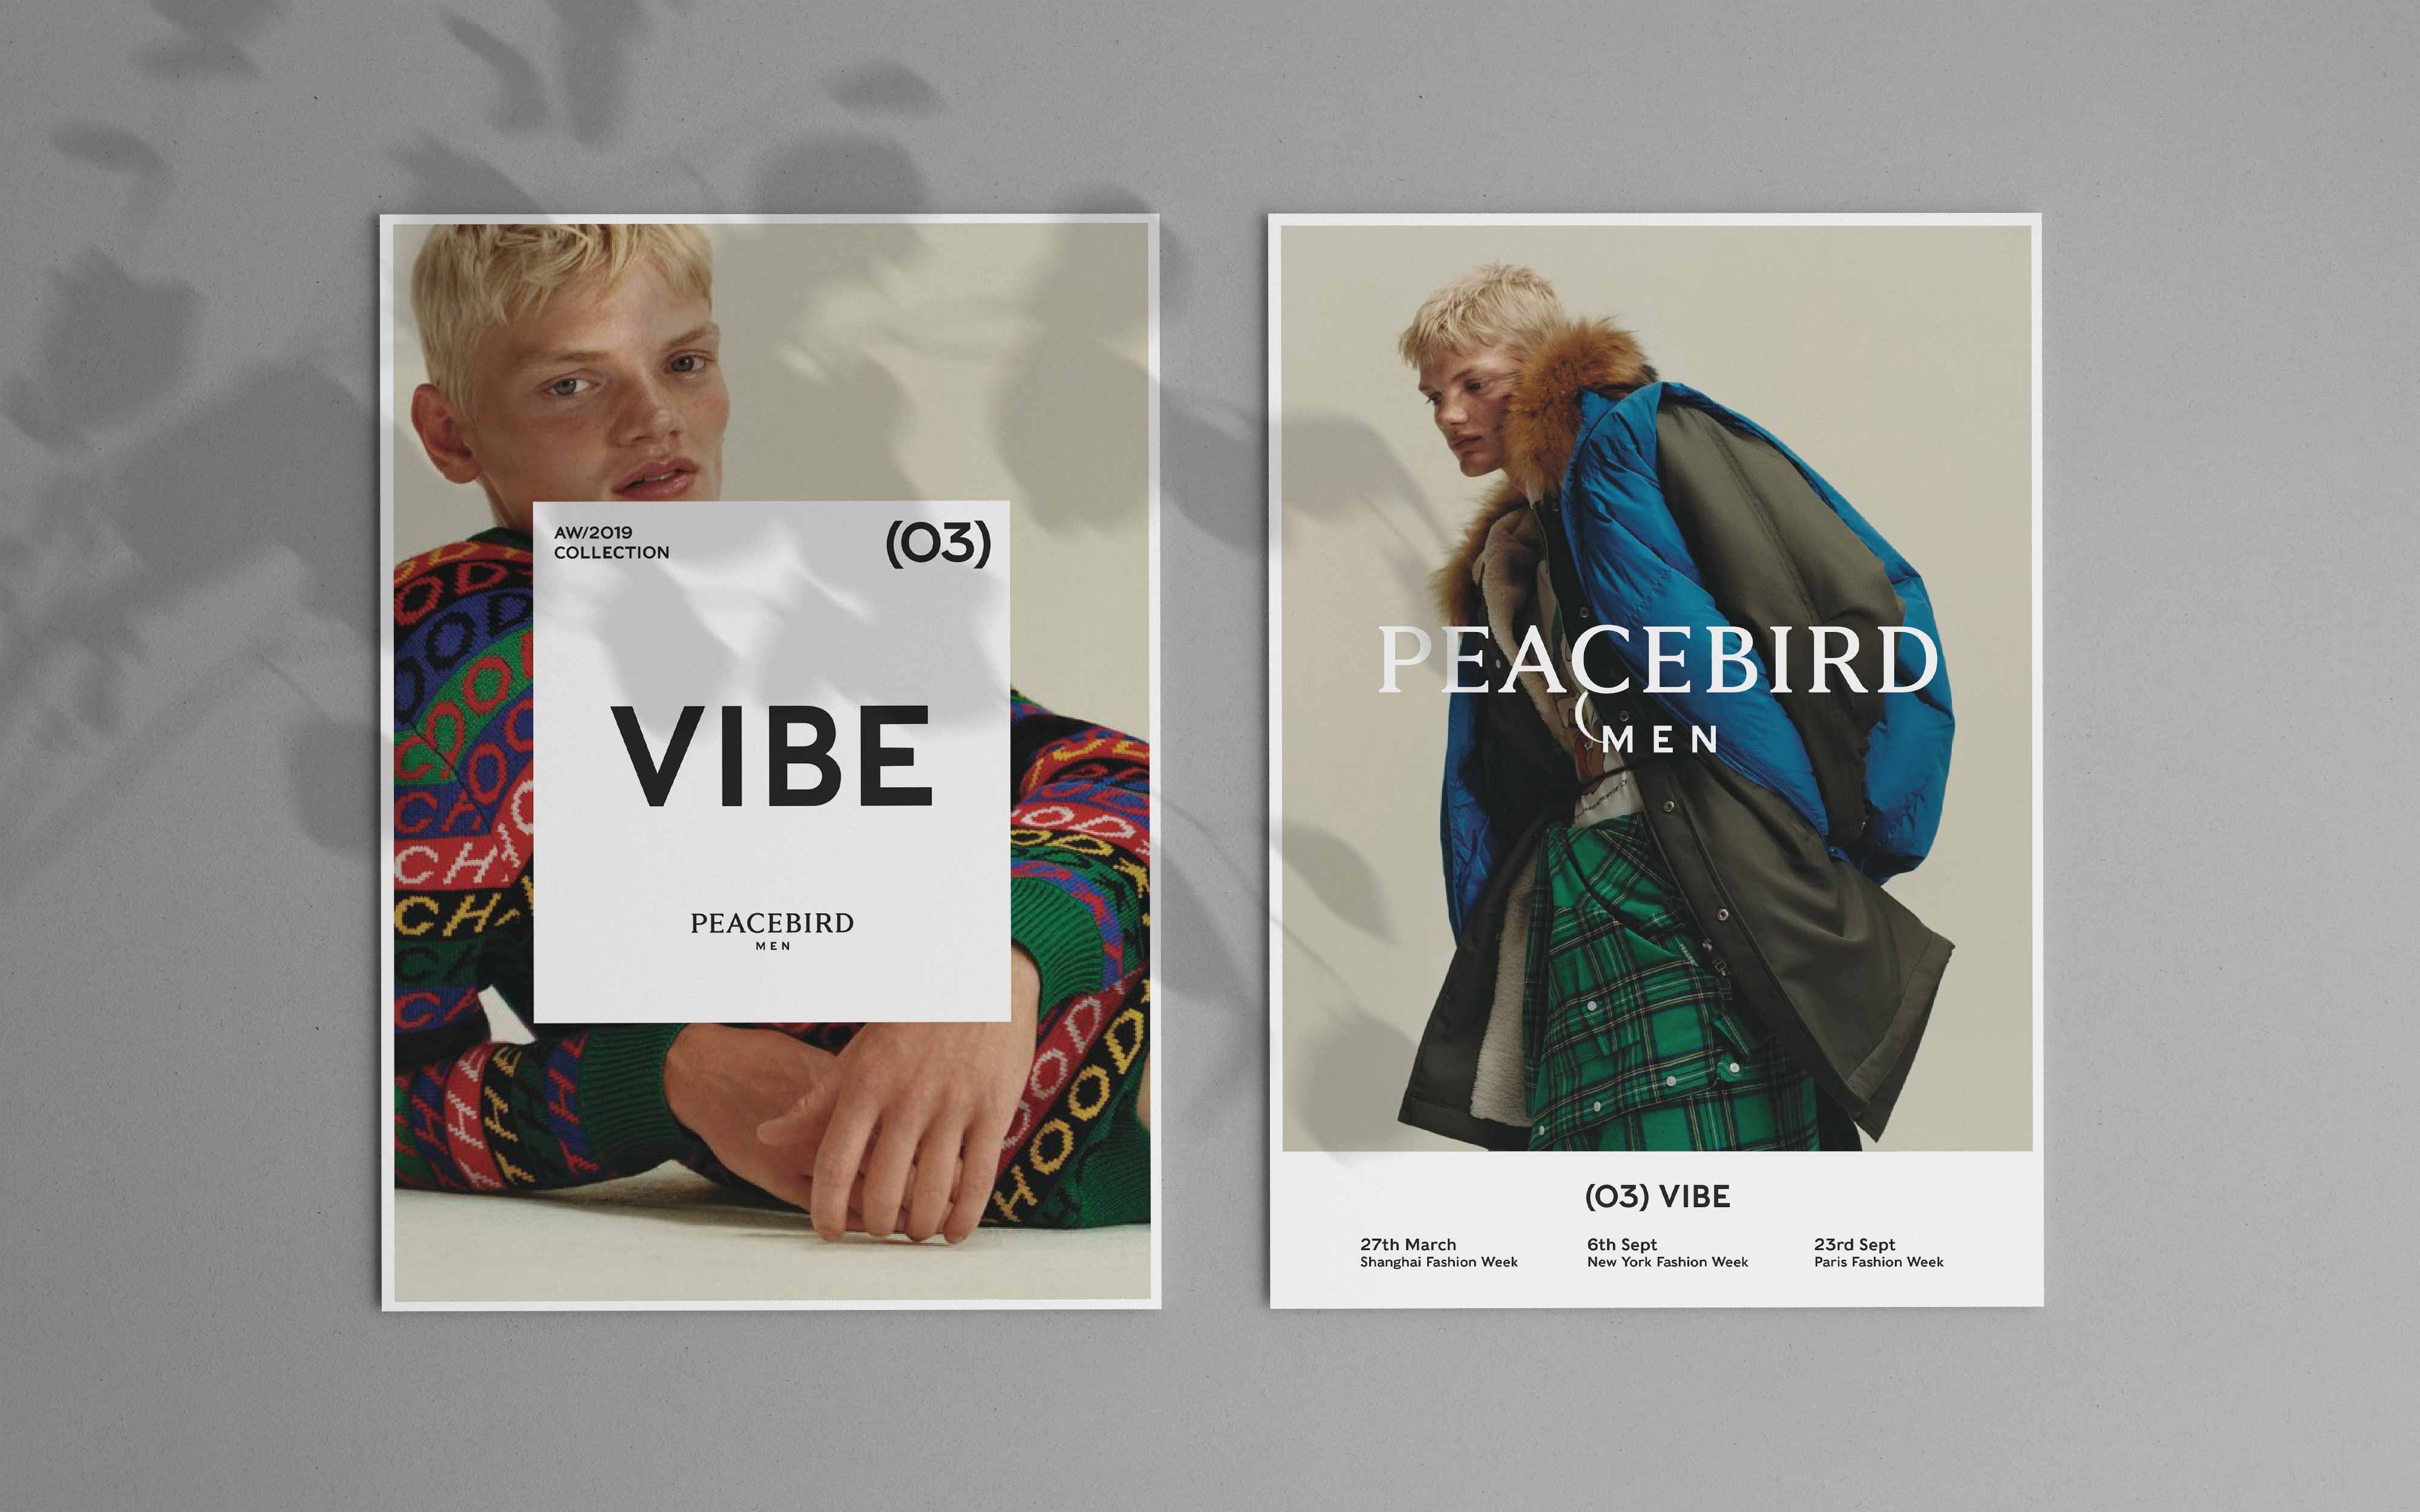 AW/2019
COLLECTION
(03)
VIBE
PEACEBIRD
MEN
PEACEBIRD
MEN
(03) VIBE
27th March
Shanghai Fashion Week
6th Sept
New York Fashion Week
23rd Sept
Paris Fashion Week